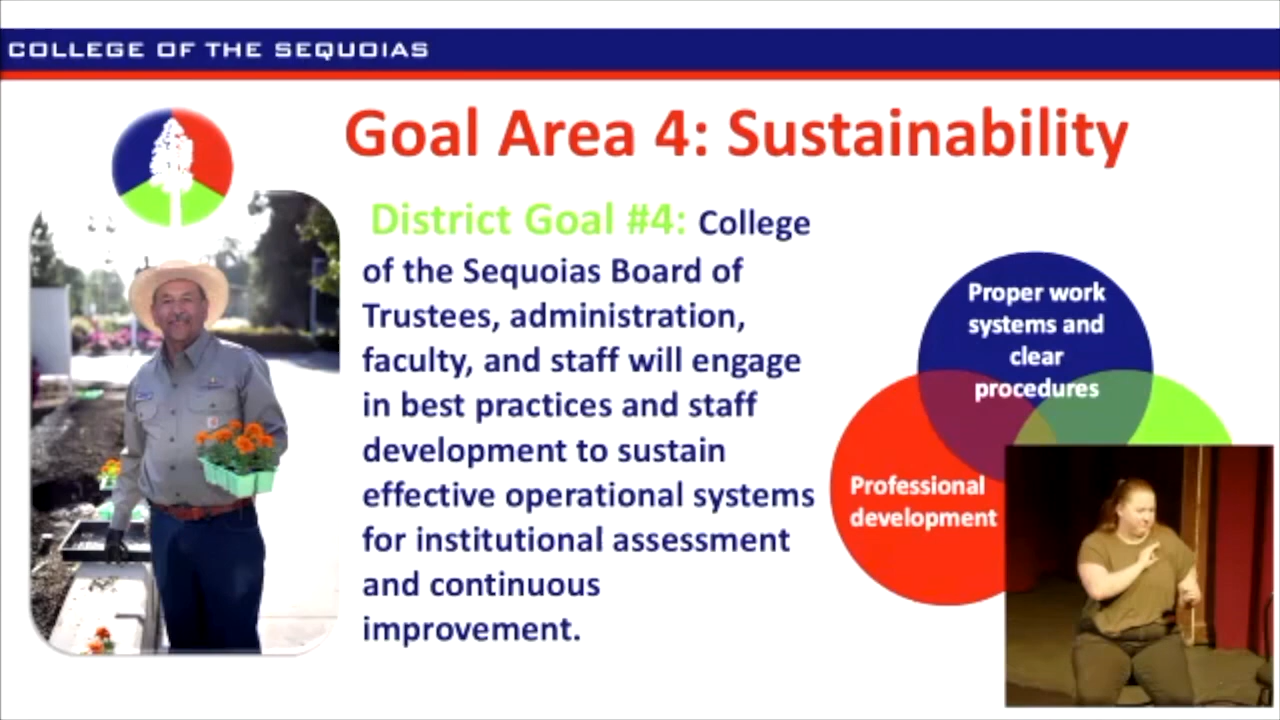 COLLEGE OF THE SEQUOIAS
Goal Area 4: Sustainability
District Goal #4: College
of the Sequoias Board of
Trustees, administration,
faculty, and staff will engage
in best practices and staff
development to sustain
effective operational systems
for institutional assessment
and continuous
improvement.
Proper work
systems and
clear
procedures
Professional
development